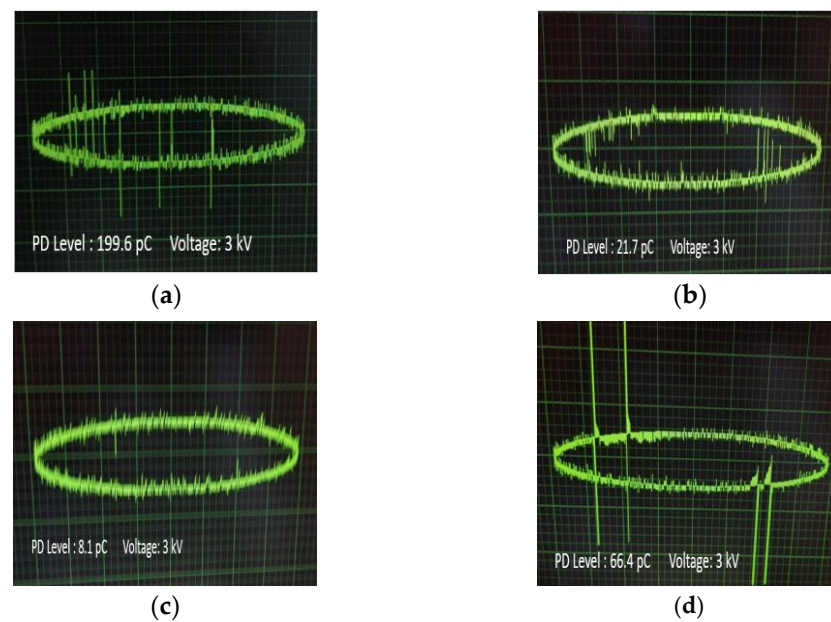 PD Level : 199.6 pC Voltage: 3 kV
PD Level : 21.7 pC Voltage: 3 kV
(a)
(b)
PD Level : 8.1 pC Voltage: 3 kV
PD Level : 66.4 pC Voltage: 3 kV
(c)
(d)